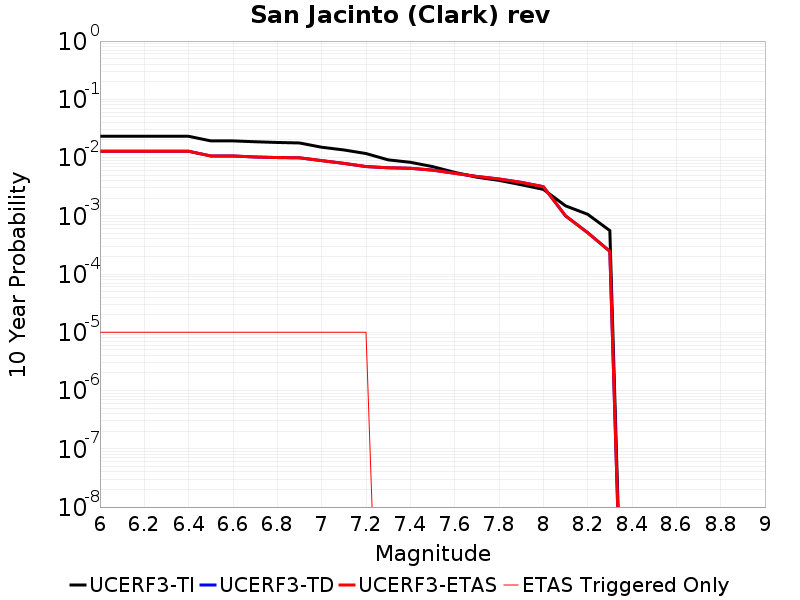 San Jacinto (Clark) rev
10^0
10^-1
10^-2
10^-3
10^-4
10^-5
10^-6
10^-7
10^-8
10 Year Probability
6 6.2 6.4 6.6 6.8 7 7.2 7.4 7.6 7.8 8 8.2 8.4 8.6 8.8 9
Magnitude
UCERF3-TI UCERF3-TD UCERF3-ETAS ETAS Triggered Only